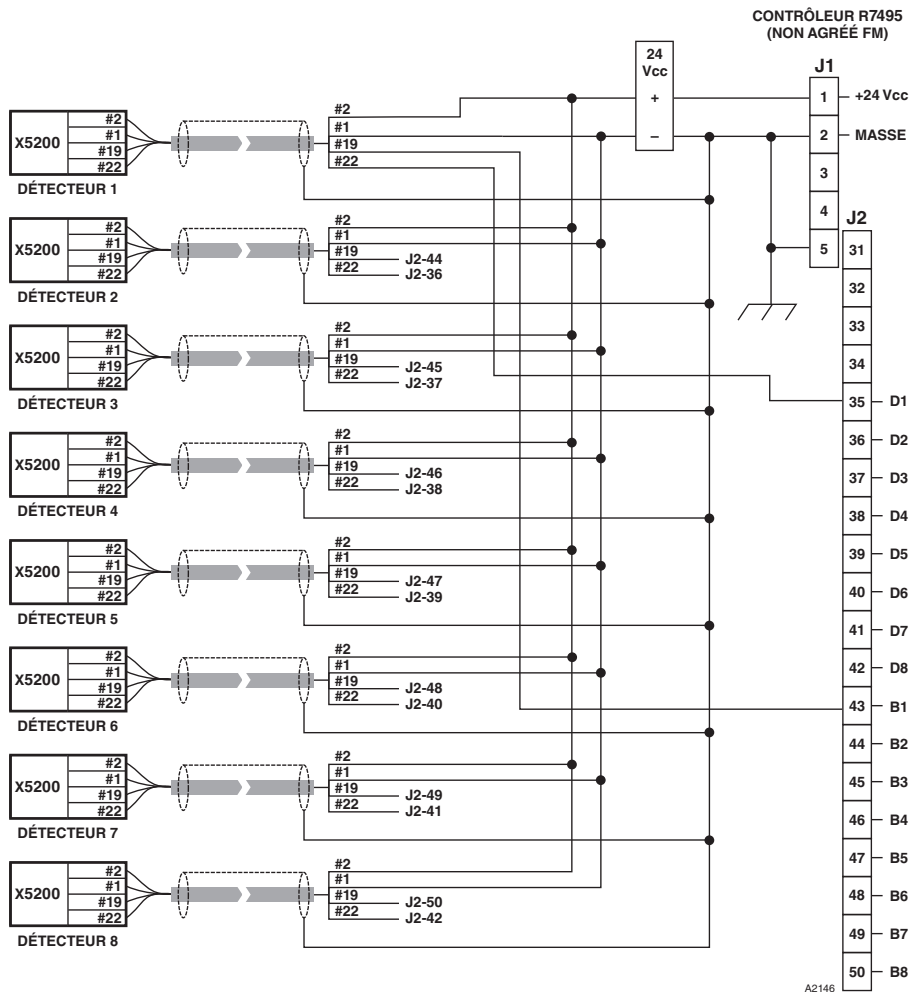 CONTRÔLEUR R7495
(NON AGRÉÉ FM)
24
Vcc
+
–
J1
1
+24 Vcc
2
MASSE
3
4
5
J2
31
32
33
34
35
D1
36
D2
37
D3
38
D4
39
D5
40
D6
41
D7
42
D8
43
B1
44
B2
45
B3
46
B4
47
B5
48
B6
49
B7
50
B8
X5200
#2
#1
#19
#22
DÉTECTEUR 1
#2
#1
#19
#22
X5200
#2
#1
#19
#22
DÉTECTEUR 2
#2
#1
#19 J2-44
#22 J2-36
X5200
#2
#1
#19
#22
DÉTECTEUR 3
#2
#1
#19 J2-45
#22 J2-37
X5200
#2
#1
#19
#22
DÉTECTEUR 4
#2
#1
#19 J2-46
#22 J2-38
X5200
#2
#1
#19
#22
DÉTECTEUR 5
#2
#1
#19 J2-47
#22 J2-39
X5200
#2
#1
#19
#22
DÉTECTEUR 6
#2
#1
#19 J2-48
#22 J2-40
X5200
#2
#1
#19
#22
DÉTECTEUR 7
#2
#1
#19 J2-49
#22 J2-41
X5200
#2
#1
#19
#22
DÉTECTEUR 8
#2
#1
#19 J2-50
#22 J2-42
A2146